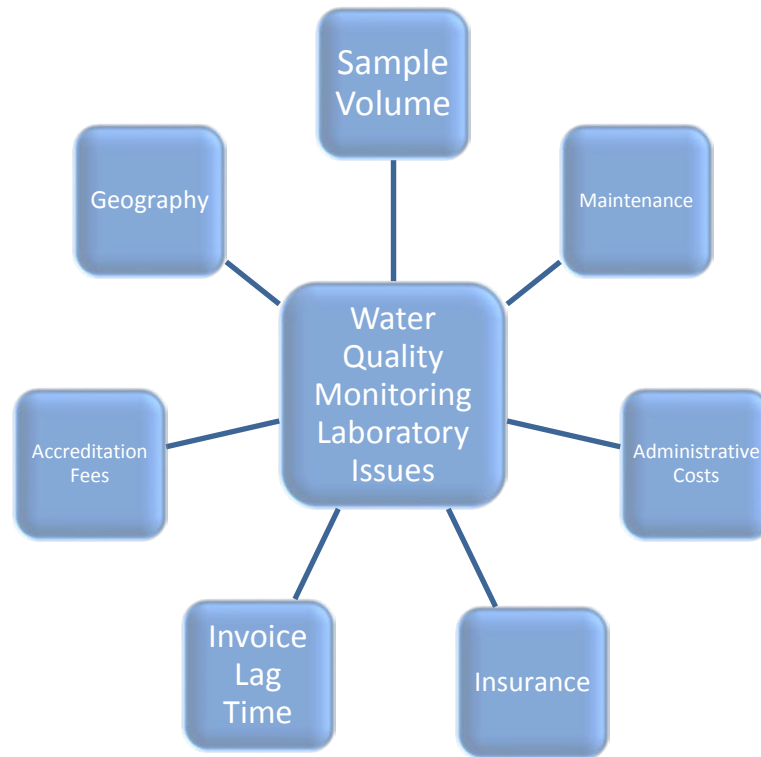 Sample
Volume
Geography
Maintenance
Water
Quality
Monitoring
Laboratory
Issues
Accreditation
Fees
Administrative
Costs
Invoice
Lag
Time
Insurance